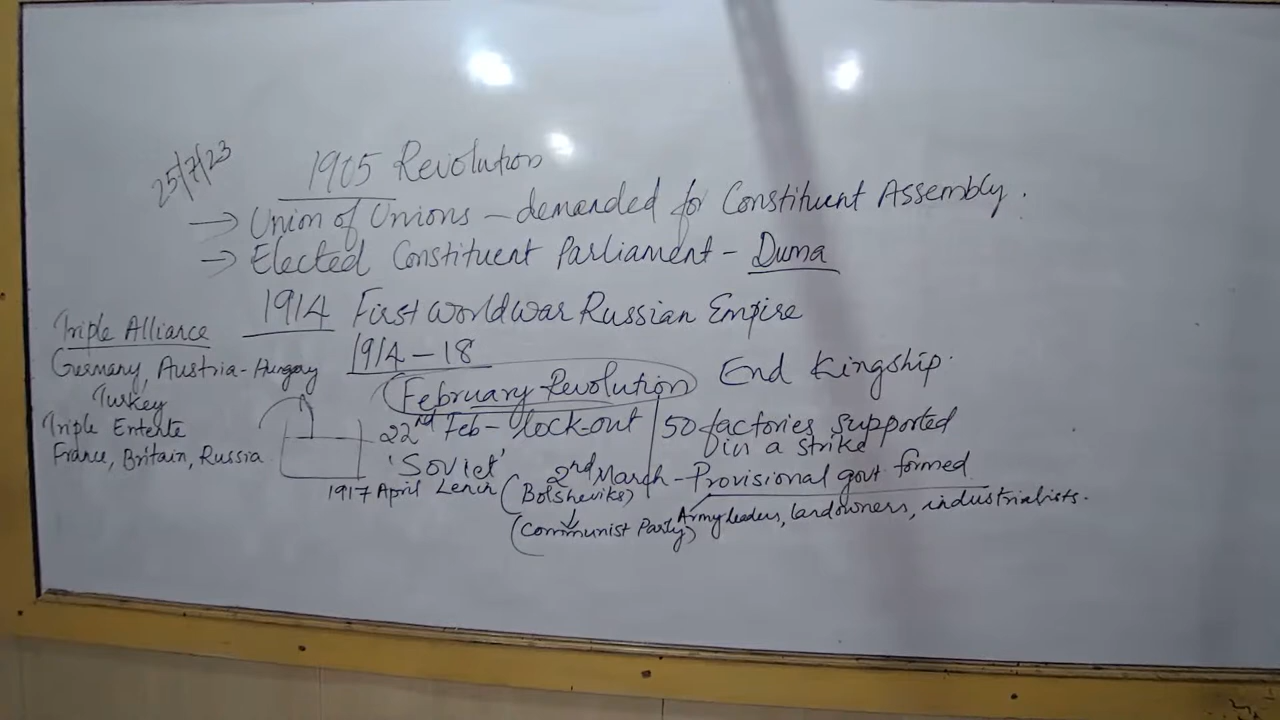 25/7/23
1905 Revolution
→ Union of Unions - demanded for Constituent Assembly.
→ Elected Constituent Parliament - Duma
1914 First World War Russian Empire
1914 - 18
Triple Alliance
Germany, Austria-Hungary
Turkey
Triple Entente
France, Britain, Russia
February Revolution End Kingship.
22nd Feb - lock-out 50 factories supported
in a strike
'Soviet' 2nd March - Provisional govt formed
Army leaders, landowners, industrialists.
1917 April Lenin (Bolsheviks)
(Communist Party)